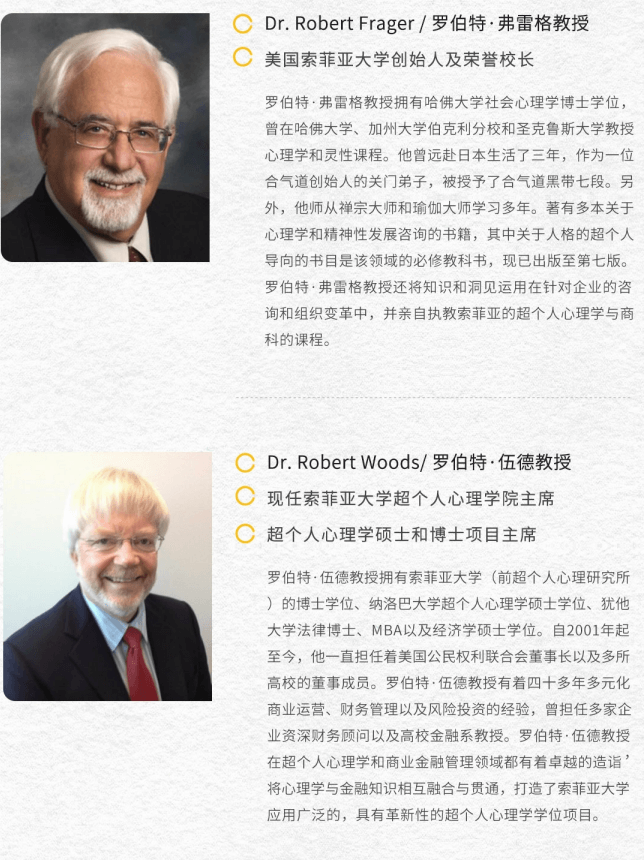 Dr. Robert Frager / 罗伯特·弗雷格教授
美国索菲亚大学创始人及荣誉校长
罗伯特·弗雷格教授拥有哈佛大学社会心理学博士学位，
曾在哈佛大学、加州大学伯克利分校和圣克鲁斯大学教授
心理学和灵性课程。他曾远赴日本生活了三年，作为一位
合气道创始人的关门弟子，被授予了合气道黑带七段。另
外，他师从禅宗大师和瑜伽大师学习多年。著有多本关于
心理学和精神性发展咨询的书籍，其中关于人格的超个人
导向的书目是该领域的必修教科书，现已出版至第七版。
罗伯特·弗雷格教授还将知识和洞见运用在针对企业的咨
询和组织变革中，并亲自执教索菲亚的超个人心理学与商
科的课程。
Dr. Robert Woods/ 罗伯特·伍德教授
现任索菲亚大学超个人心理学院主席
超个人心理学硕士和博士项目主席
罗伯特·伍德教授拥有索菲亚大学（前超个人心理研究所
）的博士学位、纳洛巴大学超个人心理学硕士学位、犹他
大学法律博士、MBA以及经济学硕士学位。自2001年起
至今，他一直担任着美国公民权利联合会董事长以及多所
高校的董事成员。罗伯特·伍德教授有着四十多年多元化
商业运营、财务管理以及风险投资的经验，曾担任多家企
业资深财务顾问以及高校金融系教授。罗伯特·伍德教授
在超个人心理学和商业金融管理领域都有着卓越的造诣，
将心理学与金融知识相互融合与贯通，打造了索菲亚大学
应用广泛的，具有革新性的超个人心理学学位项目。